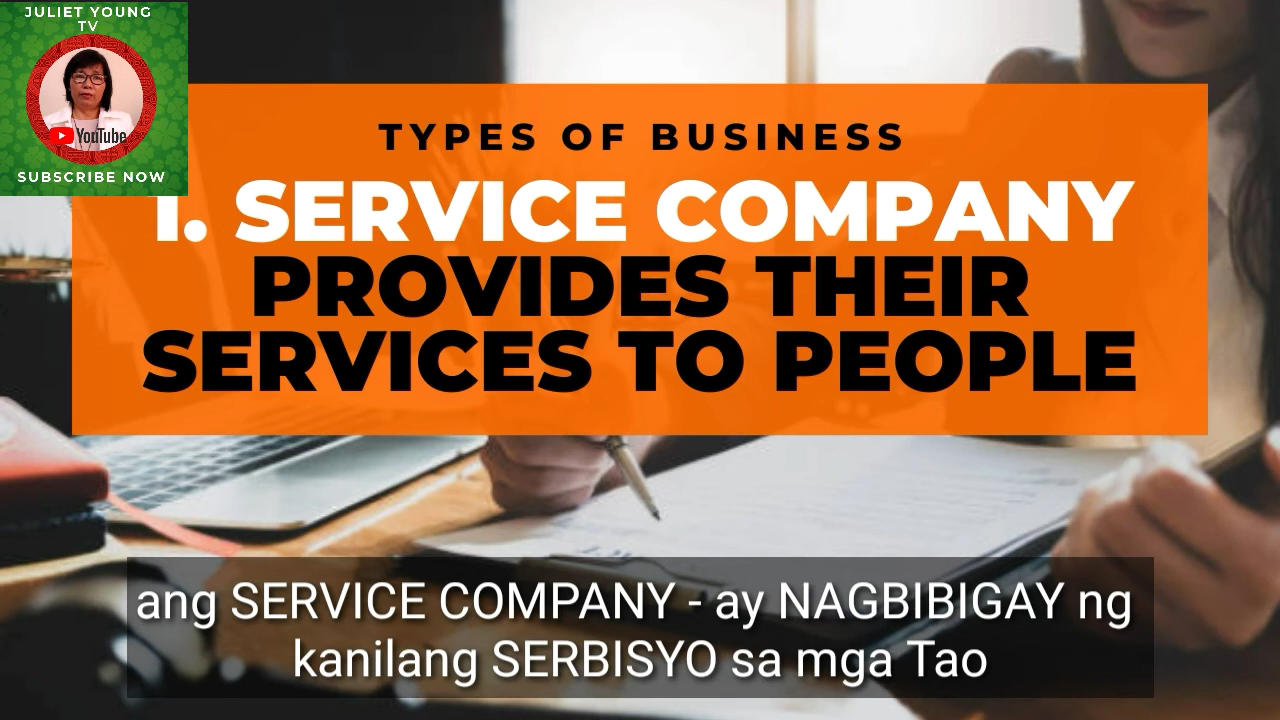 JULIET YOUNG
TV
YouTube
SUBSCRIBE NOW
TYPES OF BUSINESS
1. SERVICE COMPANY
PROVIDES THEIR
SERVICES TO PEOPLE
ang SERVICE COMPANY - ay NAGBIBIGAY ng
kanilang SERBISYO sa mga Tao